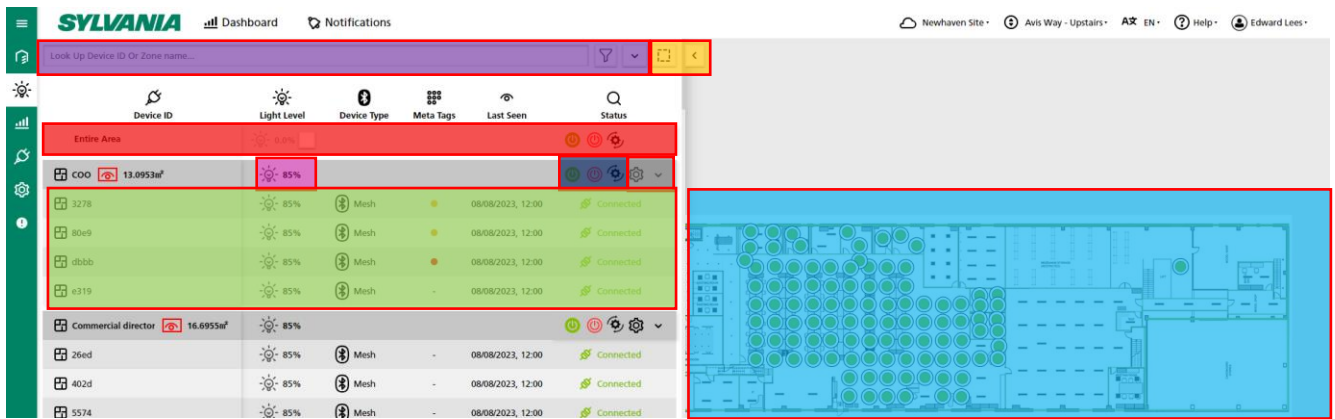 SYLVANIA Dashboard Notifications Newhaven Site Avis Way - Upstairs A文 EN Help Edward Lees
Look Up Device ID Or Zone name...
Device ID Light Level Device Type Meta Tags Last Seen Status
Entire Area 0.0%
COO 13.0953m² 85%
3278 85% Mesh 08/08/2023, 12:00 Connected
80e9 85% Mesh 08/08/2023, 12:00 Connected
dbbb 85% Mesh 08/08/2023, 12:00 Connected
e319 85% Mesh - 08/08/2023, 12:00 Connected
Commercial director 16.6955m² 85%
26ed 85% Mesh - 08/08/2023, 12:00 Connected
402d 85% Mesh - 08/08/2023, 12:00 Connected
5574 85% Mesh - 08/08/2023, 12:00 Connected